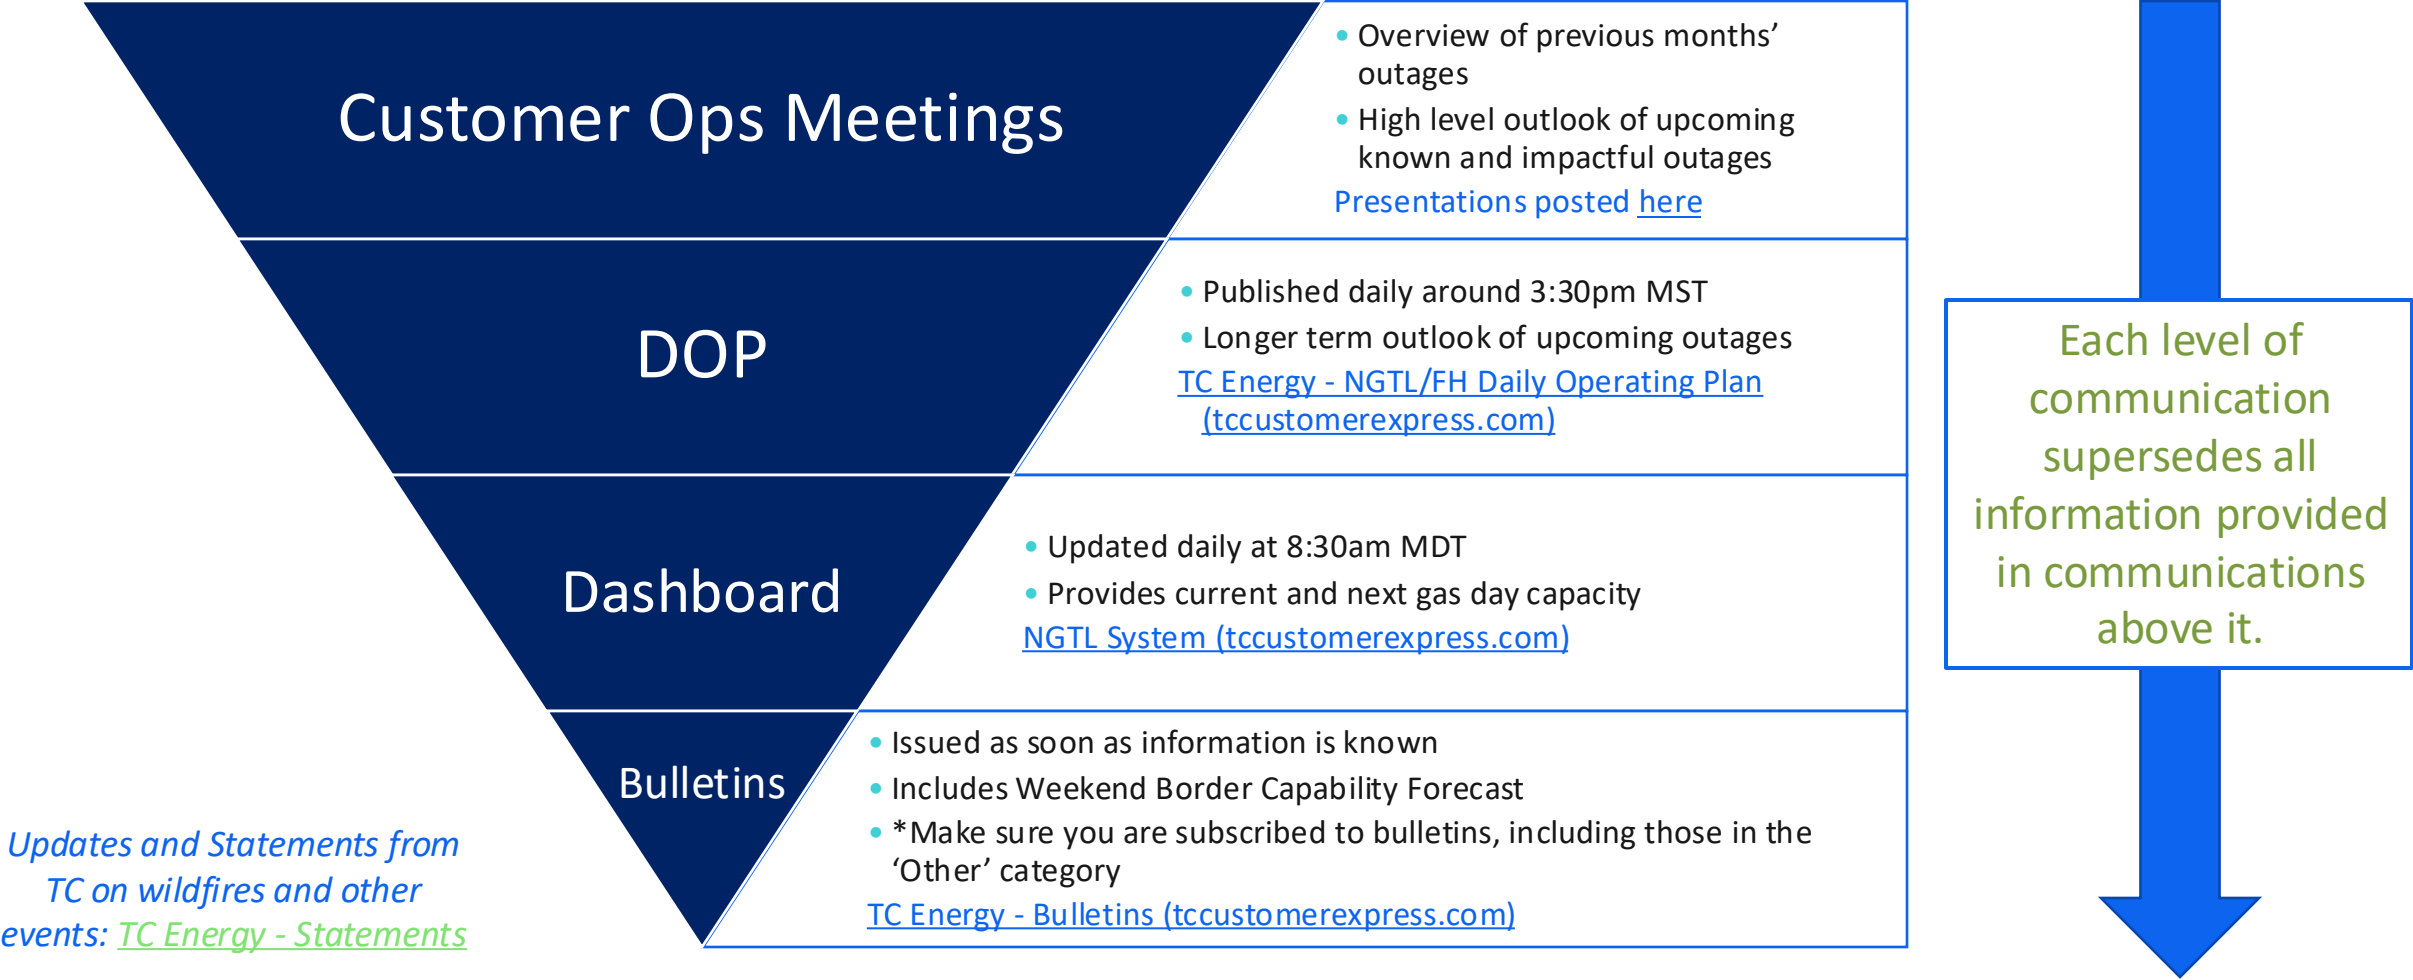 Customer Ops Meetings
• Overview of previous months’
outages
• High level outlook of upcoming
known and impactful outages
Presentations posted here
DOP
• Published daily around 3:30pm MST
• Longer term outlook of upcoming outages
TC Energy - NGTL/FH Daily Operating Plan
(tccustomerexpress.com)
Dashboard
• Updated daily at 8:30am MDT
• Provides current and next gas day capacity
NGTL System (tccustomerexpress.com)
Bulletins
• Issued as soon as information is known
• Includes Weekend Border Capability Forecast
• *Make sure you are subscribed to bulletins, including those in the
‘Other’ category
TC Energy - Bulletins (tccustomerexpress.com)
Each level of
communication
supersedes all
information provided
in communications
above it.
Updates and Statements from
TC on wildfires and other
events: TC Energy - Statements